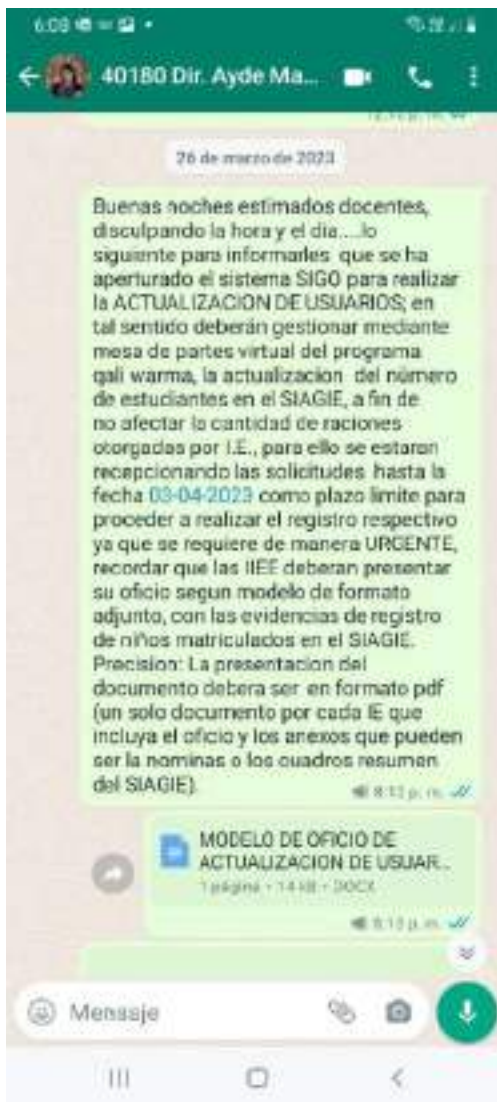 6:08
40180 Dir. Ayde Ma...
26 de marzo de 2023
Buenas noches estimados docentes,
disculpando la hora y el dia....lo
siguiente para informarles que se ha
aperturado el sistema SIGO para realizar
la ACTUALIZACION DE USUARIOS; en
tal sentido deberán gestionar mediante
mesa de partes virtual del programa
qali warma, la actualizacion del número
de estudiantes en el SIAGIE, a fin de
no afectar la cantidad de raciones
otorgadas por I.E., para ello se estaran
recepcionando las solicitudes hasta la
fecha 03-04-2023 como plazo limite para
proceder a realizar el registro respectivo
ya que se requiere de manera URGENTE,
recordar que las IIEE deberan presentar
su oficio segun modelo de formato
adjunto, con las evidencias de registro
de niños matriculados en el SIAGIE.
Precision: La presentacion del
documento debera ser en formato pdf
(un solo documento por cada IE que
incluya el oficio y los anexos que pueden
ser la nominas o los cuadros resumen
del SIAGIE).
8:13 p. m.
MODELO DE OFICIO DE
ACTUALIZACION DE USUAR...
1 página • 14 kB • DOCX
8:13 p. m.
Mensaje